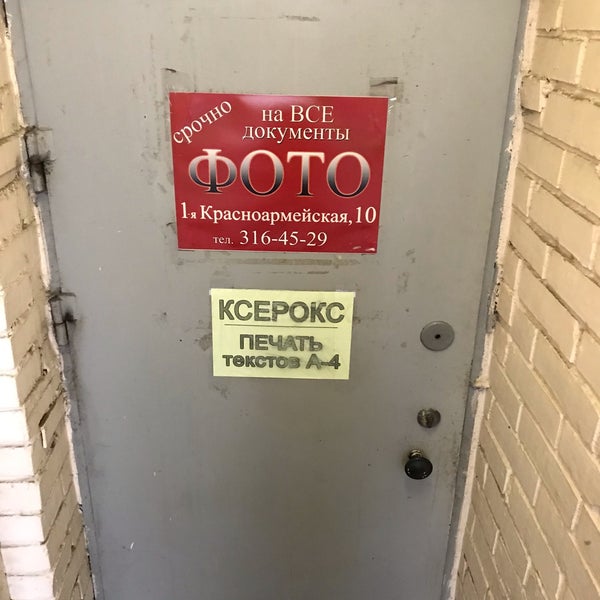 срочно
на ВСЕ
документы
ФОТО
1-я Красноармейская, 10
тел. 316-45-29
КСЕРОКС
ПЕЧАТЬ
текстов А-4